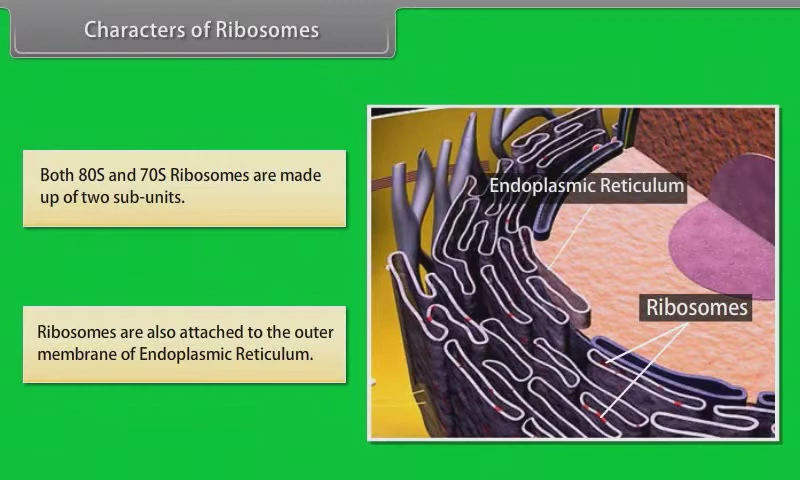 Characters of Ribosomes
Both 80S and 70S Ribosomes are made
up of two sub-units.
Endoplasmic Reticulum
Ribosomes
Ribosomes are also attached to the outer
membrane of Endoplasmic Reticulum.